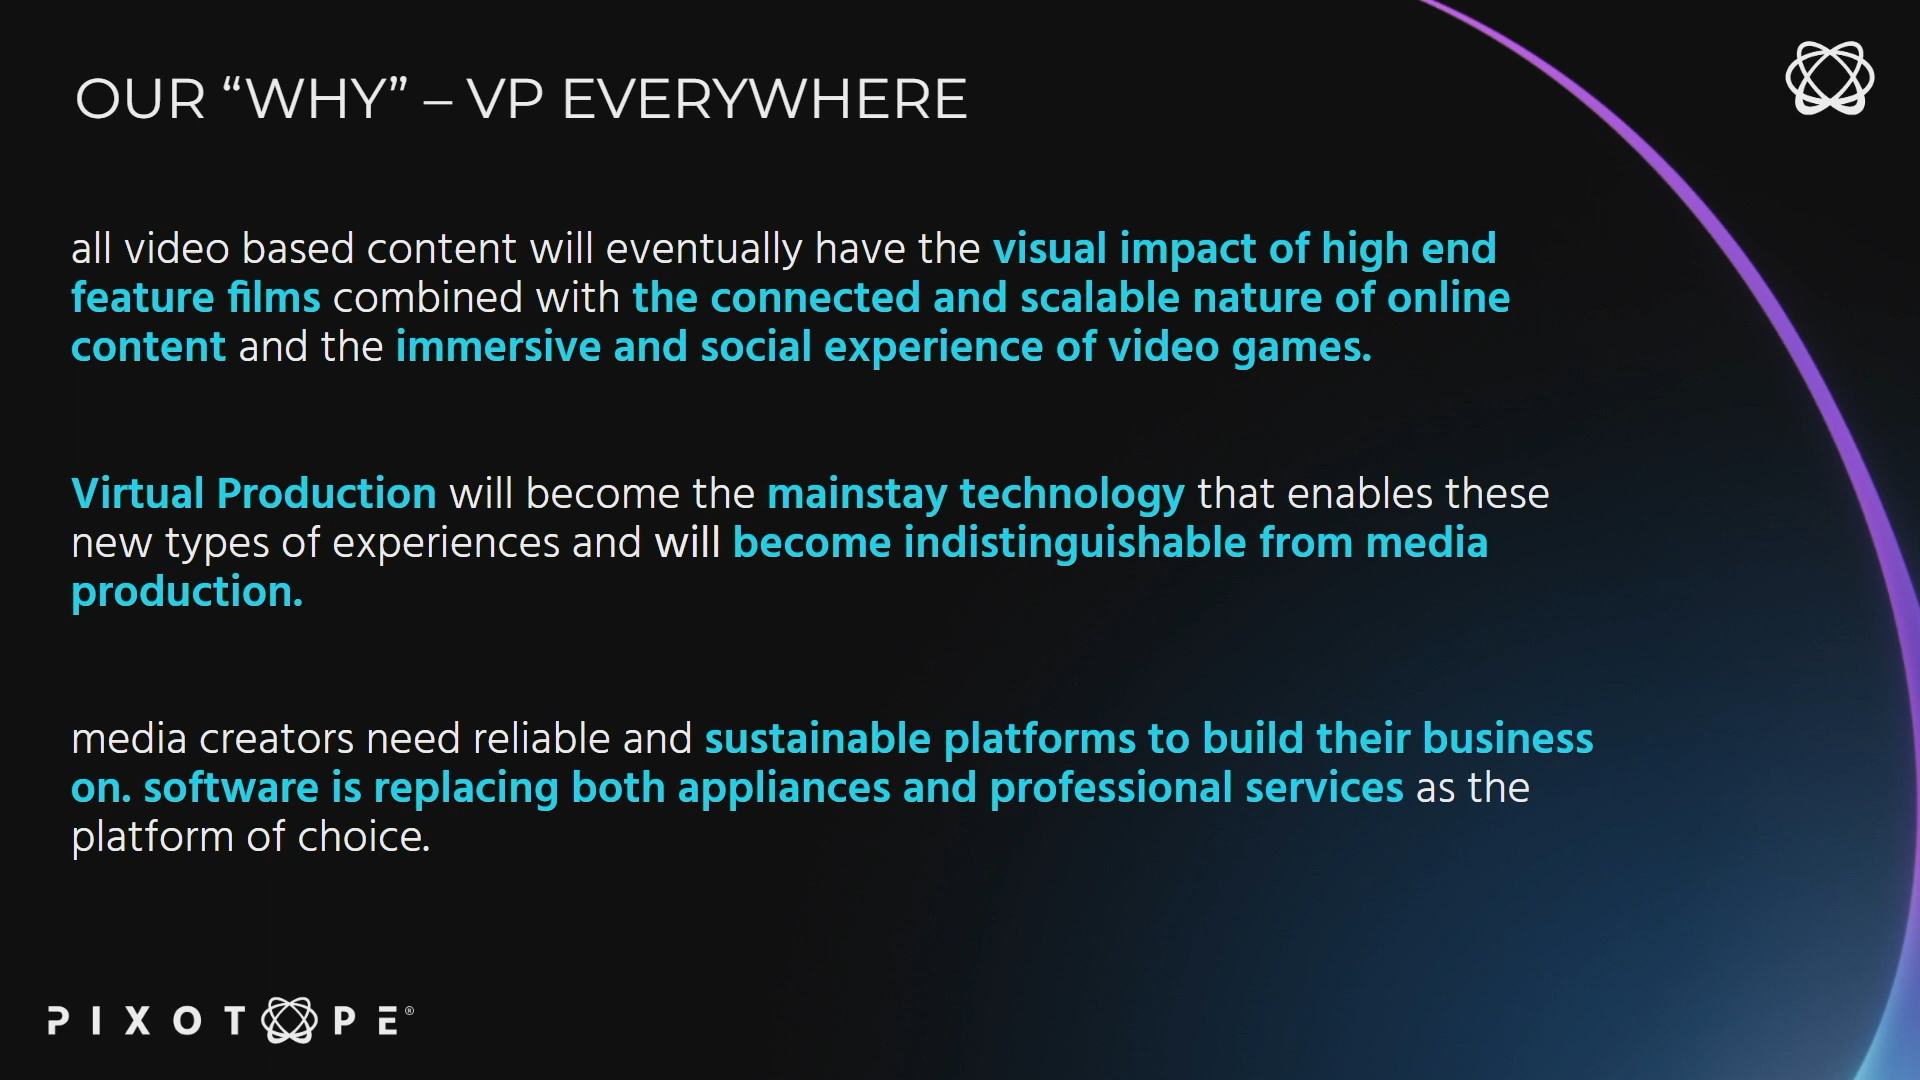 OUR “WHY” – VP EVERYWHERE
all video based content will eventually have the visual impact of high end
feature films combined with the connected and scalable nature of online
content and the immersive and social experience of video games.
Virtual Production will become the mainstay technology that enables these
new types of experiences and will become indistinguishable from media
production.
media creators need reliable and sustainable platforms to build their business
on. software is replacing both appliances and professional services as the
platform of choice.
PIXOTOPE®